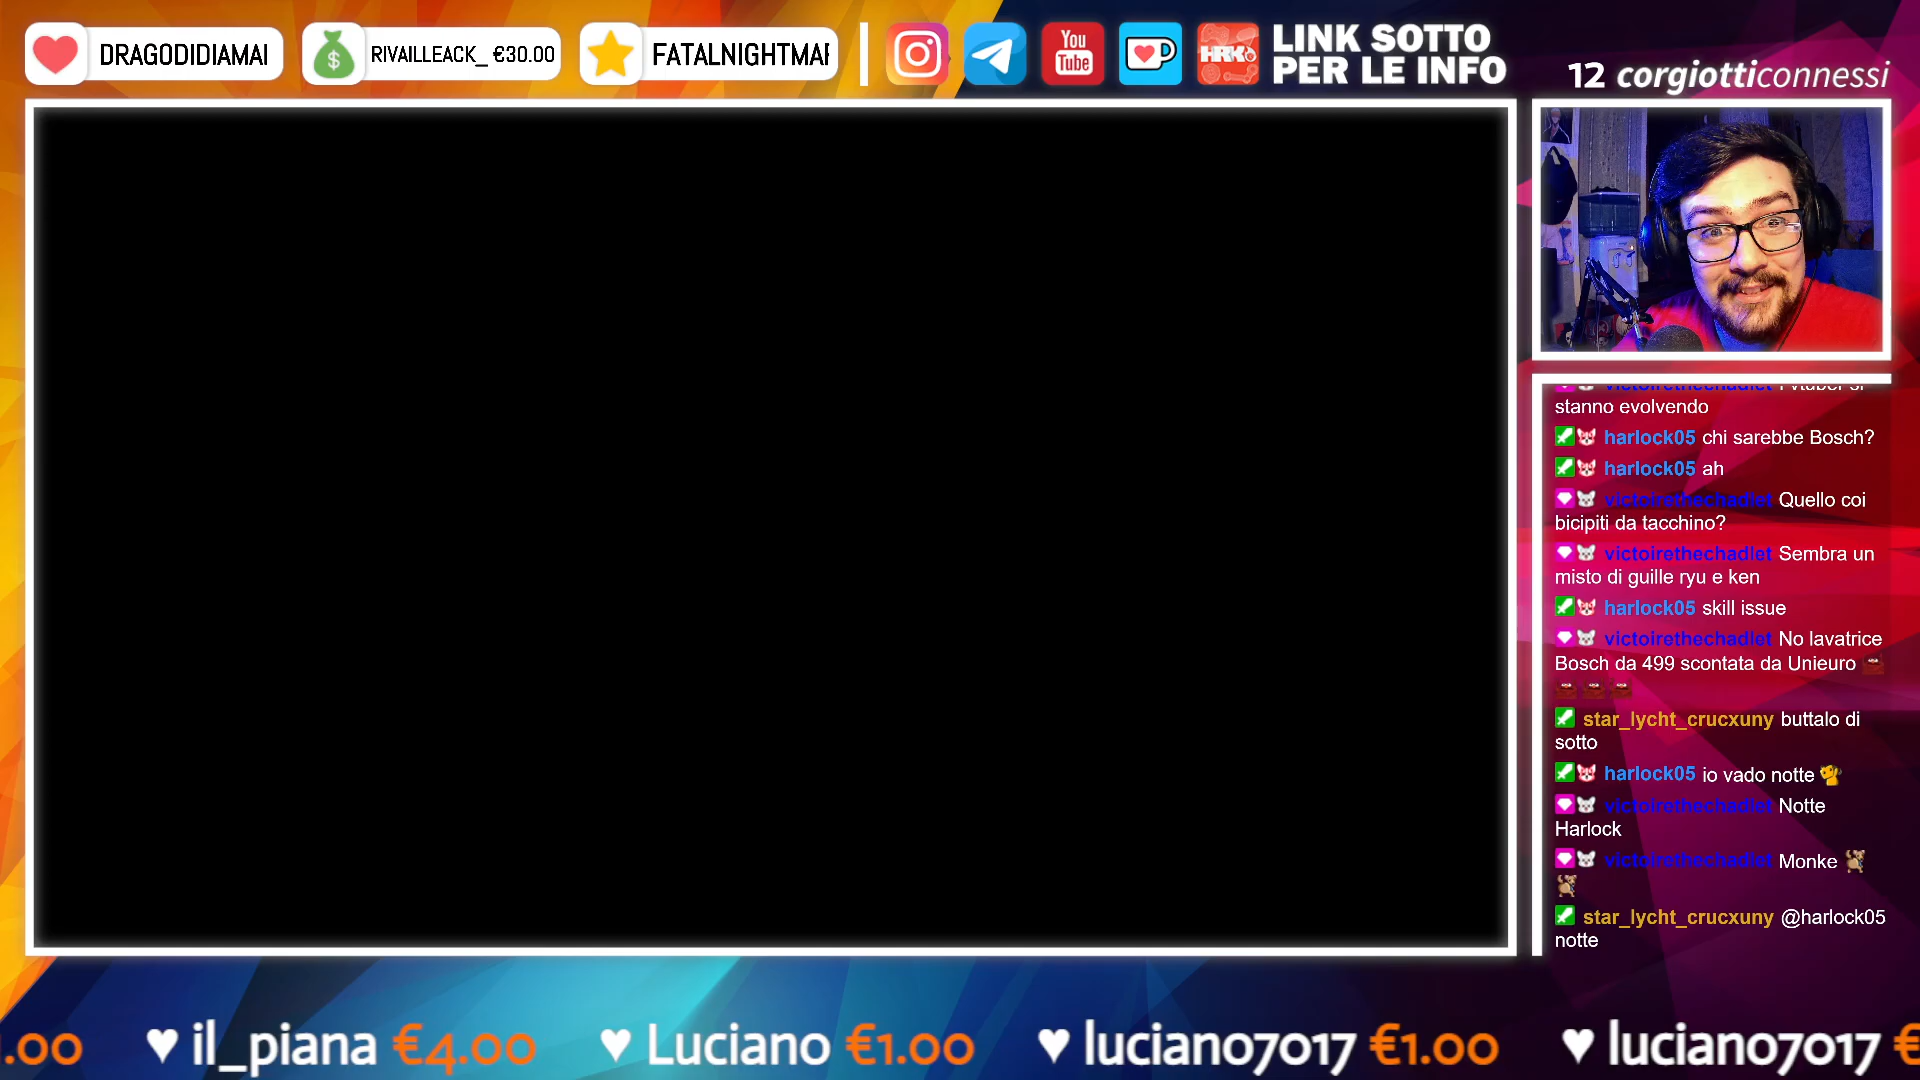 DRAGODIDIAMAI
RIVAILLEACK_ €30.00
FATALNIGHTMAR
You
Tube
HRK
LINK SOTTO
PER LE INFO
12 corgiotticonnessi
stanno evolvendo
harlock05 chi sarebbe Bosch?
harlock05 ah
victoirethechadlet Quello coi
bicipiti da tacchino?
victoirethechadlet Sembra un
misto di guille ryu e ken
harlock05 skill issue
victoirethechadlet No lavatrice
Bosch da 499 scontata da Unieuro
star_lycht_crucxuny buttalo di
sotto
harlock05 io vado notte
victoirethechadlet Notte
Harlock
victoirethechadlet Monke
star_lycht_crucxuny @harlock05
notte
.00 ♥ il_piana €4.00 ♥ Luciano €1.00 ♥ luciano7017 €1.00 ♥ luciano7017 €